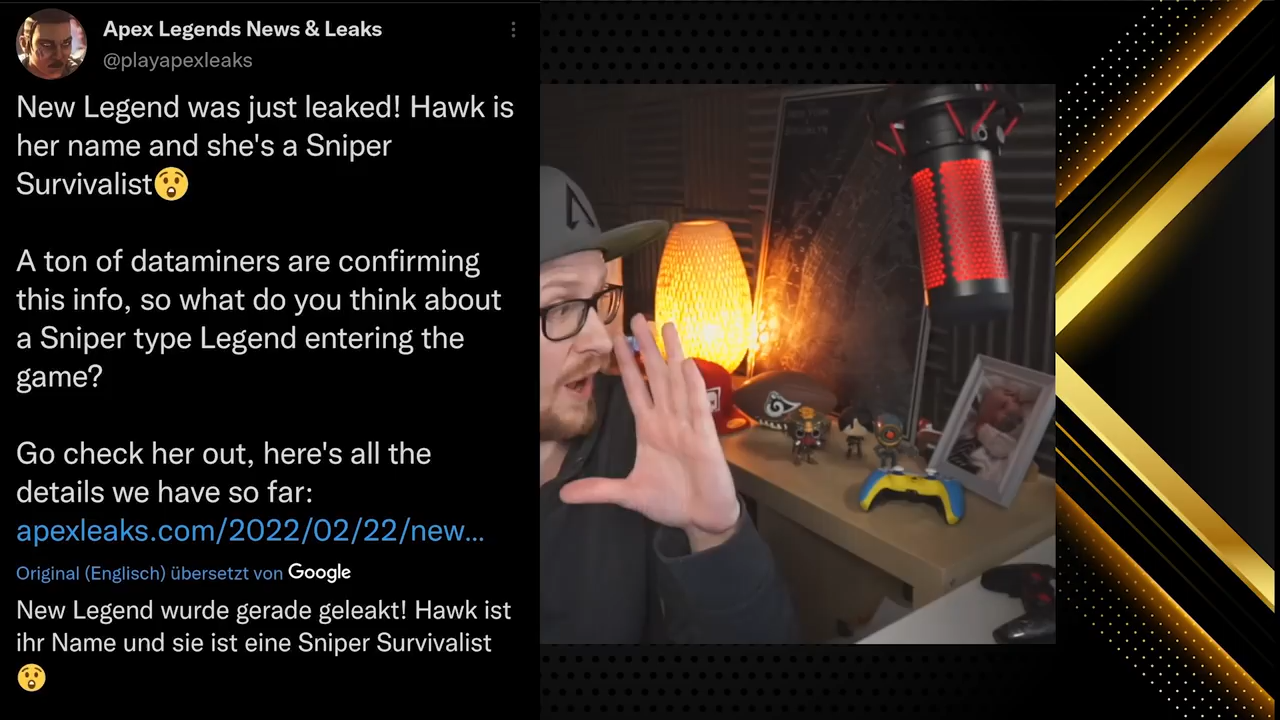 Apex Legends News & Leaks
@playapexleaks
New Legend was just leaked! Hawk is
her name and she's a Sniper
Survivalist😲
A ton of dataminers are confirming
this info, so what do you think about
a Sniper type Legend entering the
game?
Go check her out, here's all the
details we have so far:
apexleaks.com/2022/02/22/new...
Original (Englisch) übersetzt von Google
New Legend wurde gerade geleakt! Hawk ist
ihr Name und sie ist eine Sniper Survivalist
😲